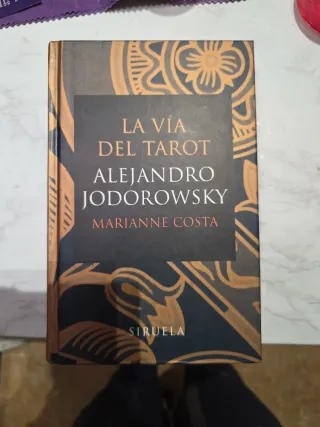 LA VÍA
DEL TAROT
ALEJANDRO
JODOROWSKY
MARIANNE COSTA
SIRUELA